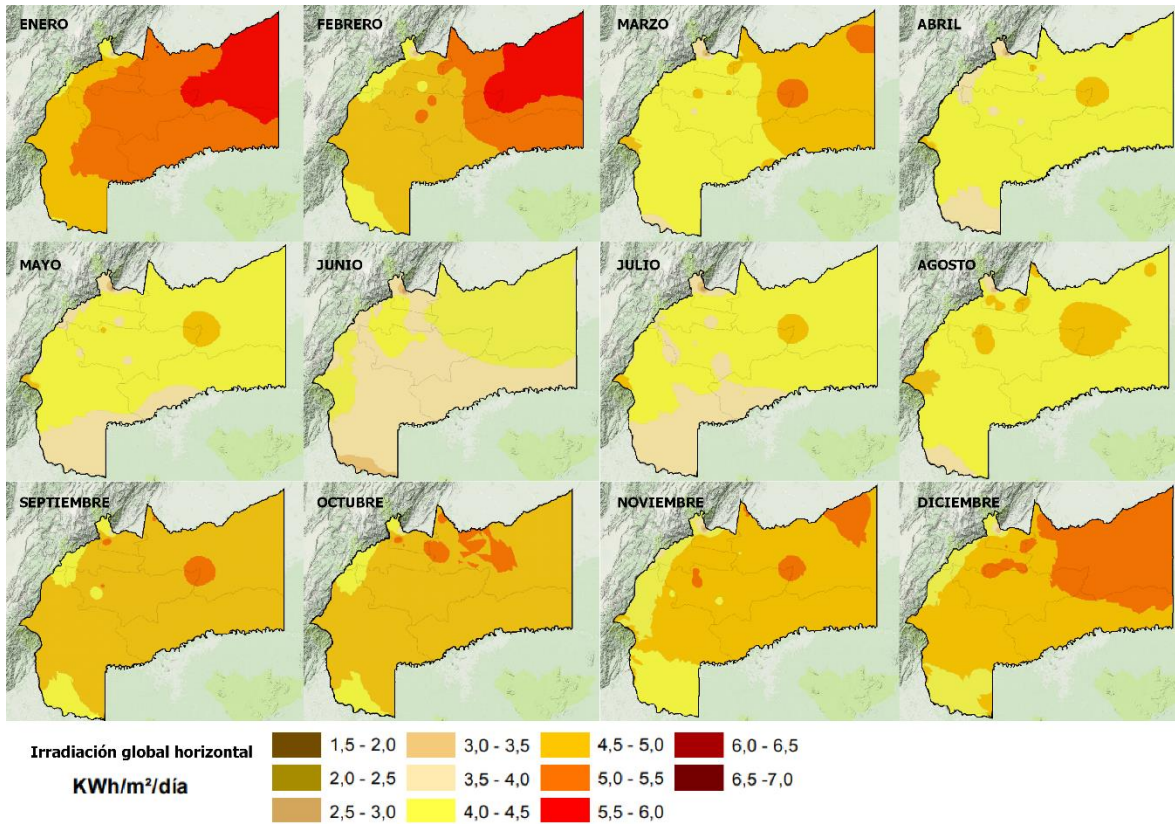 ENERO
FEBRERO
MARZO
ABRIL
MAYO
JUNIO
JULIO
AGOSTO
SEPTIEMBRE
OCTUBRE
NOVIEMBRE
DICIEMBRE
Irradiación global horizontal
KWh/m²/día
1,5 - 2,0
2,0 - 2,5
2,5 - 3,0
3,0 - 3,5
3,5 - 4,0
4,0 - 4,5
4,5 - 5,0
5,0 - 5,5
5,5 - 6,0
6,0 - 6,5
6,5 -7,0